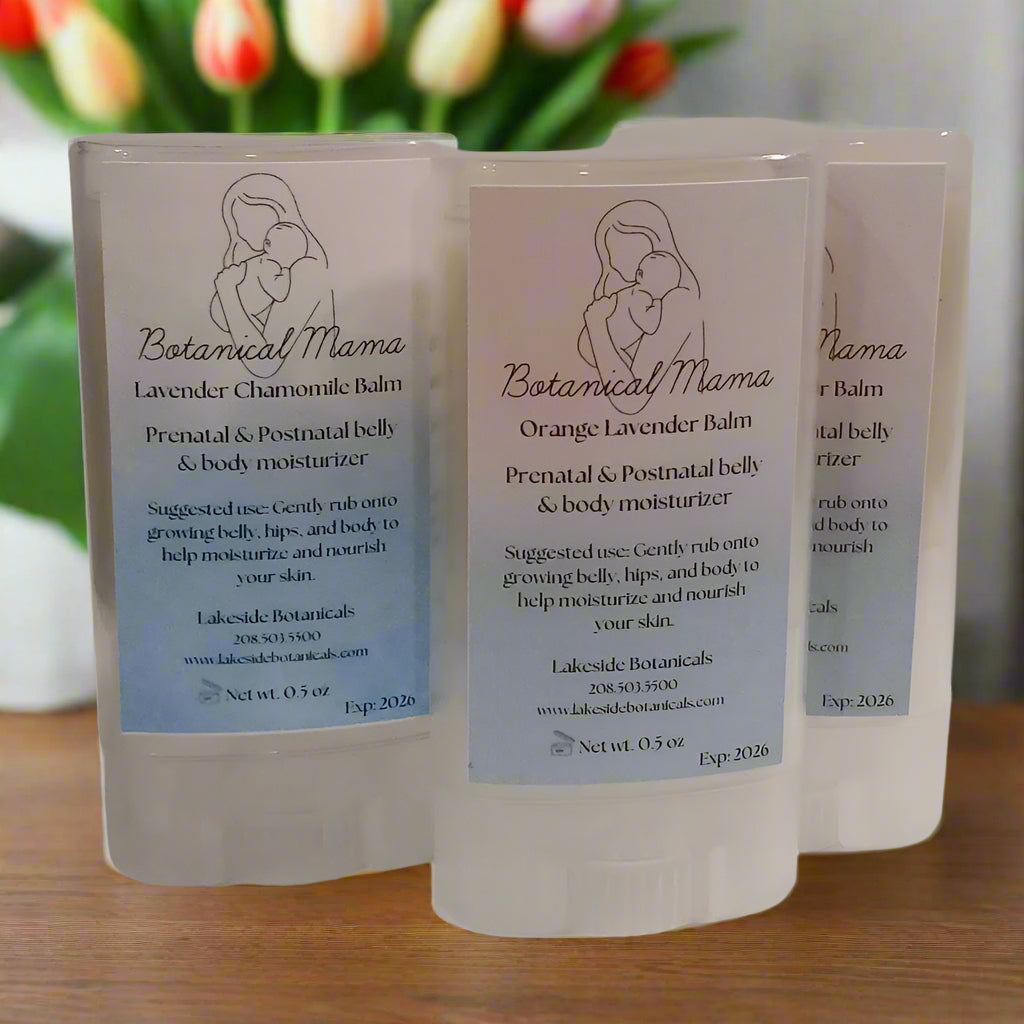 Botanical Mama
Lavender Chamomile Balm
Prenatal & Postnatal belly
& body moisturizer
Suggested use: Gently rub onto
growing belly, hips, and body to
help moisturize and nourish
your skin.
Lakeside Botanicals
208.503.5500
www.lakesidebotanicals.com
Net wt. 0.5 oz
Exp: 2026
Botanical Mama
Orange Lavender Balm
Prenatal & Postnatal belly
& body moisturizer
Suggested use: Gently rub onto
growing belly, hips, and body to
help moisturize and nourish
your skin.
Lakeside Botanicals
208.503.5500
www.lakesidebotanicals.com
Net wt. 0.5 oz
Exp: 2026
Mama
r Balm
tal belly
rizer
rub onto
d body to
nourish
cals
ls.com
Exp: 2026